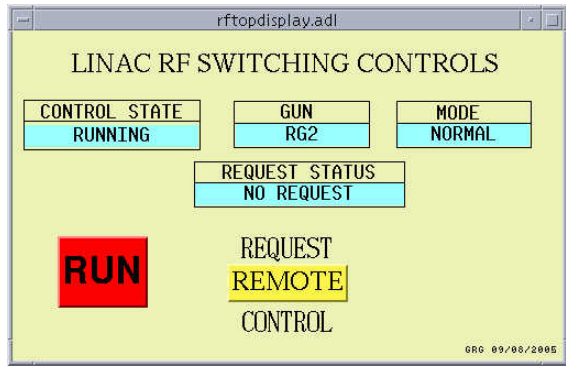 rftopdisplay.adl
LINAC RF SWITCHING CONTROLS
CONTROL STATE
RUNNING
GUN
RG2
MODE
NORMAL
REQUEST STATUS
NO REQUEST
RUN
REQUEST
REMOTE
CONTROL
GRG 09/08/2005